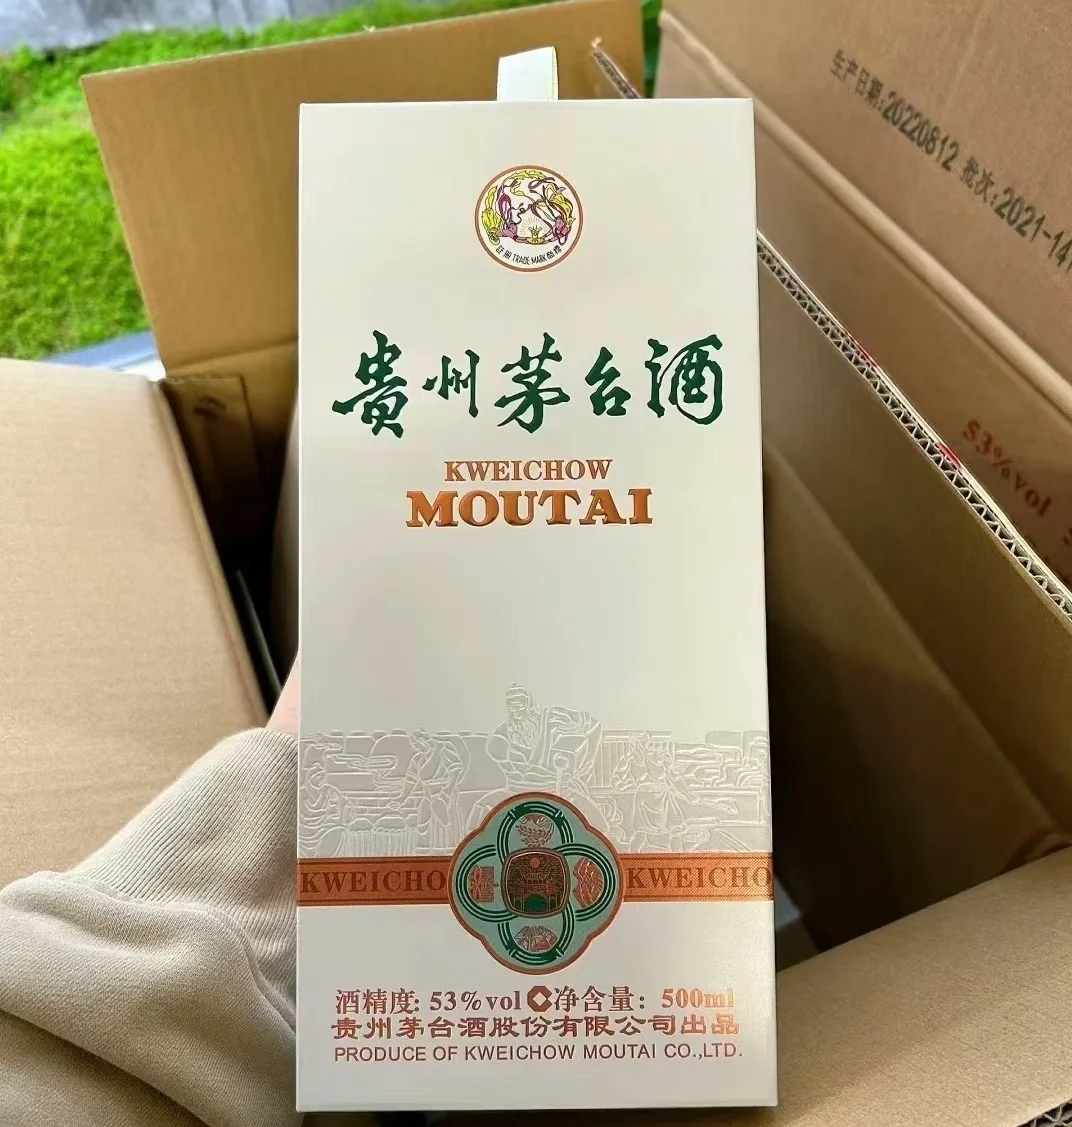 生产日期:20220812 批次:2021-14
TRADE MARK
贵州茅台酒
KWEICHOW
MOUTAI
53%vol
KWEICHO KWEICHO
酒精度: 53%vol 净含量: 500ml
贵州茅台酒股份有限公司出品
PRODUCE OF KWEICHOW MOUTAI CO.,LTD.